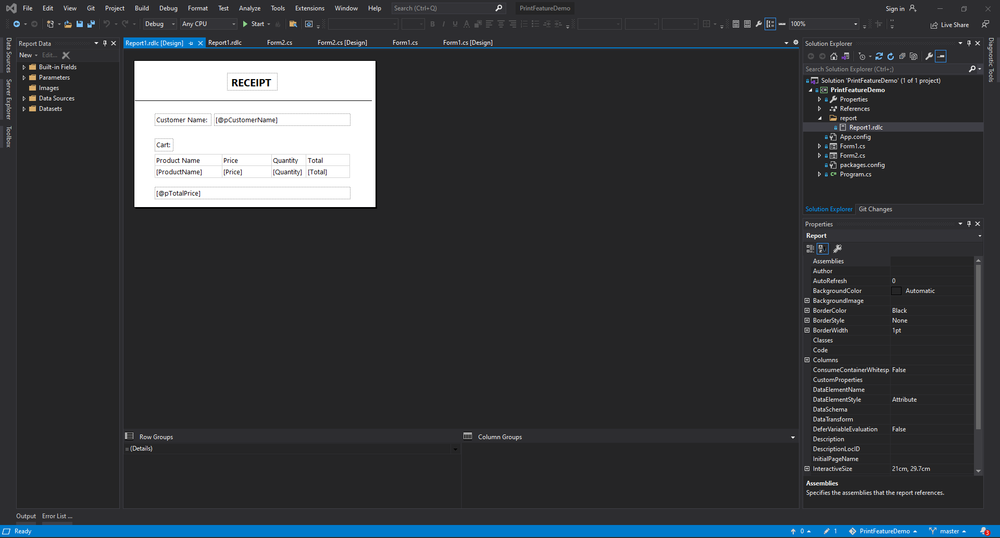 File Edit View Git Project Build Debug Format Test Analyze Tools Extensions Window Help Search (Ctrl+Q) PrintFeatureDemo Sign in
Debug Any CPU Start 100% Live Share
Data Sources
Server Explorer
Toolbox
Report Data
New Edit...
Built-in Fields
Parameters
Images
Data Sources
Datasets
Report1.rdlc [Design] Report1.rdlc Form2.cs Form2.cs [Design] Form1.cs Form1.cs [Design]
RECEIPT
Customer Name: [@pCustomerName]
Cart:
Product Name Price Quantity Total
[ProductName] [Price] [Quantity] [Total]
[@pTotalPrice]
Row Groups Column Groups
(Details)
Solution Explorer
Search Solution Explorer (Ctrl+;)
Solution 'PrintFeatureDemo' (1 of 1 project)
C# PrintFeatureDemo
Properties
References
report
Report1.rdlc
App.config
Form1.cs
Form2.cs
packages.config
C# Program.cs
Solution Explorer Git Changes
Properties
Report
Assemblies
Author
AutoRefresh 0
BackgroundColor Automatic
BackgroundImage
BorderColor Black
BorderStyle None
BorderWidth 1pt
Classes
Code
Columns
ConsumeContainerWhitesp False
CustomProperties
DataElementName
DataElementStyle Attribute
DataSchema
DataTransform
DeferVariableEvaluation False
Description
DescriptionLocID
InitialPageName
InteractiveSize 21cm, 29.7cm
Assemblies
Specifies the assemblies that the report references.
Diagnostic Tools
Output Error List ...
Ready 0 1 PrintFeatureDemo master 3